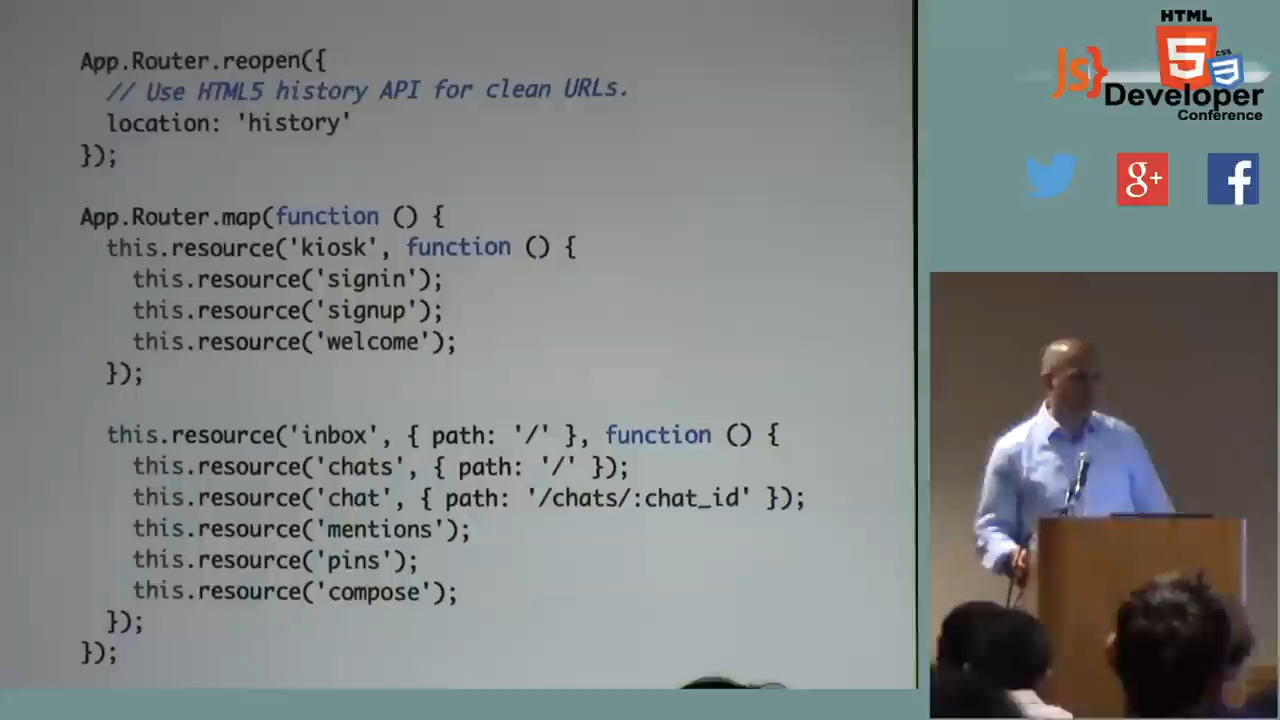 App.Router.reopen({
  // Use HTML5 history API for clean URLs.
  location: 'history'
});

App.Router.map(function () {
  this.resource('kiosk', function () {
    this.resource('signin');
    this.resource('signup');
    this.resource('welcome');
  });

  this.resource('inbox', { path: '/' }, function () {
    this.resource('chats', { path: '/' });
    this.resource('chat', { path: '/chats/:chat_id' });
    this.resource('mentions');
    this.resource('pins');
    this.resource('compose');
  });
});
HTML
JS} 5 CSS 3
Developer
Conference
g+ f